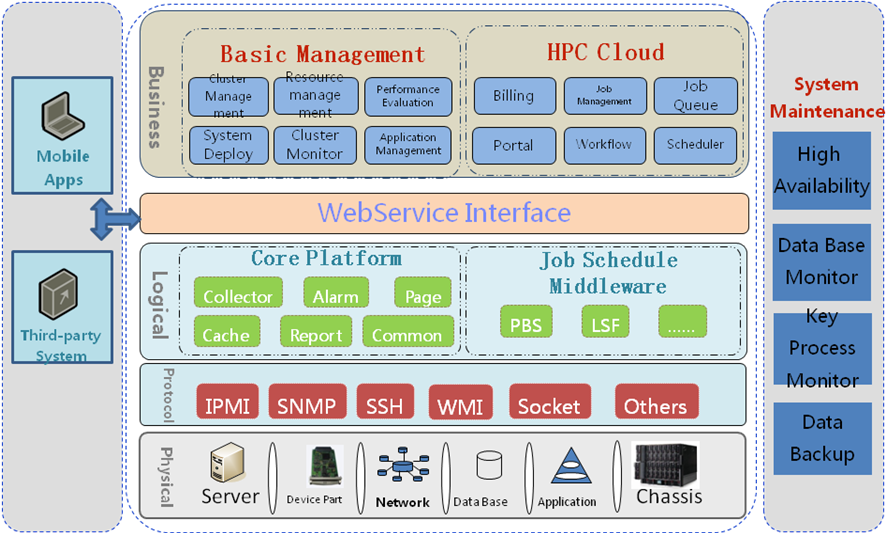 Mobile
Apps
Third-party
System
Business
Basic Management
Cluster
Manage
ment
Resource
manage
ment
Performance
Evaluation
System
Deploy
Cluster
Monitor
Application
Management
HPC Cloud
Billing
Job
Management
Job
Queue
Portal
Workflow
Scheduler
WebService Interface
Logical
Core Platform
Collector
Alarm
Page
Cache
Report
Common
Job Schedule
Middleware
PBS
LSF
......
Protocol
IPMI
SNMP
SSH
WMI
Socket
Others
Physical
Server
Device Part
Network
Data Base
Application
Chassis
System
Maintenance
High
Availability
Data Base
Monitor
Key
Process
Monitor
Data
Backup